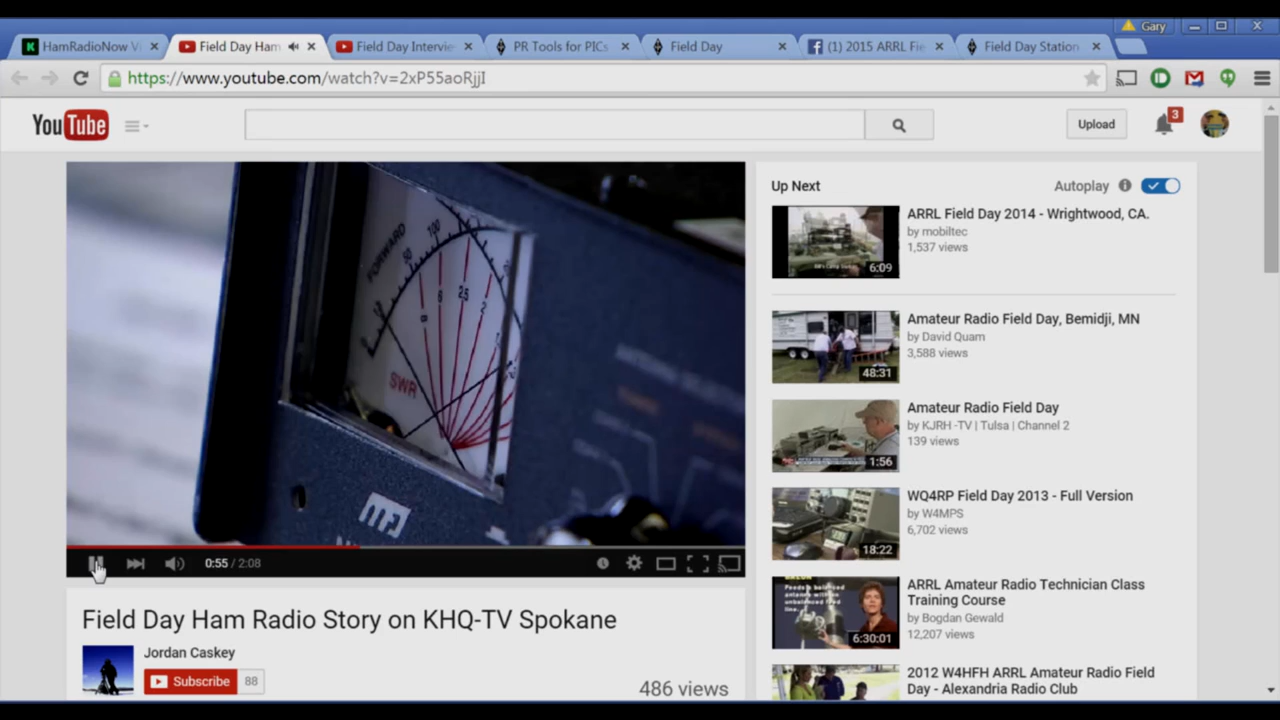 Gary
HamRadioNow Vi
Field Day Ham
Field Day Intervie
PR Tools for PICs
Field Day
(1) 2015 ARRL Fie
Field Day Station
https://www.youtube.com/watch?v=2xP55aoRjjI
YouTube
Upload
3
FORWARD
SWR
0:55 / 2:08
Field Day Ham Radio Story on KHQ-TV Spokane
Jordan Caskey
Subscribe 88
486 views
Up Next
Autoplay
ARRL Field Day 2014 - Wrightwood, CA.
by mobiltec
1,537 views
6:09
Amateur Radio Field Day, Bemidji, MN
by David Quam
3,588 views
48:31
Amateur Radio Field Day
by KJRH -TV | Tulsa | Channel 2
139 views
1:56
WQ4RP Field Day 2013 - Full Version
by W4MPS
6,702 views
18:22
ARRL Amateur Radio Technician Class
Training Course
by Bogdan Gewald
12,207 views
6:30:01
2012 W4HFH ARRL Amateur Radio Field
Day - Alexandria Radio Club